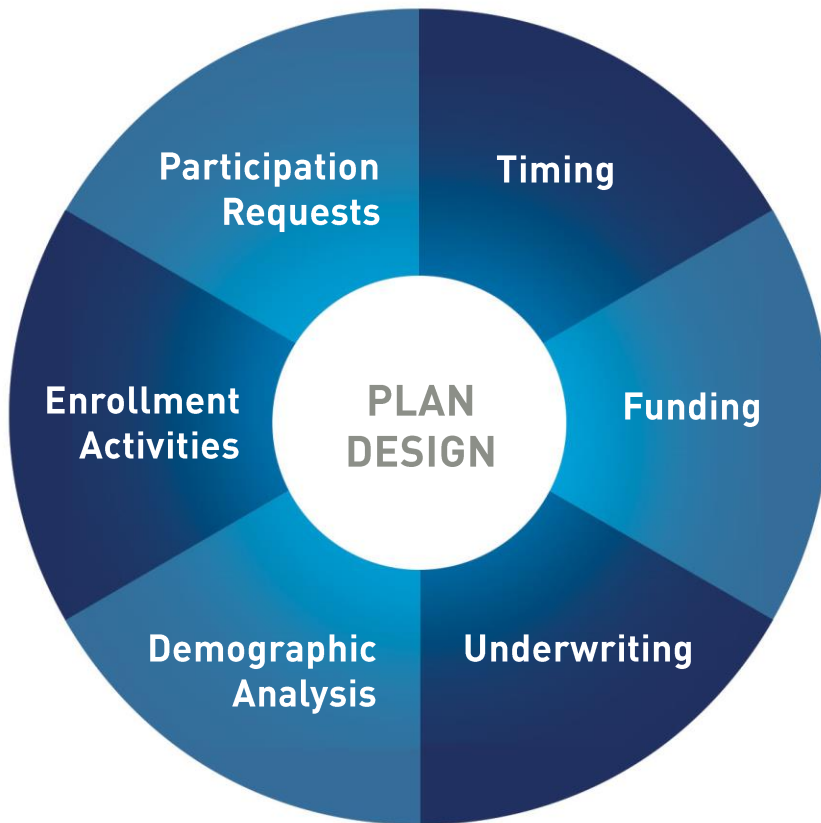 Participation
Requests
Timing
Enrollment
Activities
PLAN
DESIGN
Funding
Demographic
Analysis
Underwriting